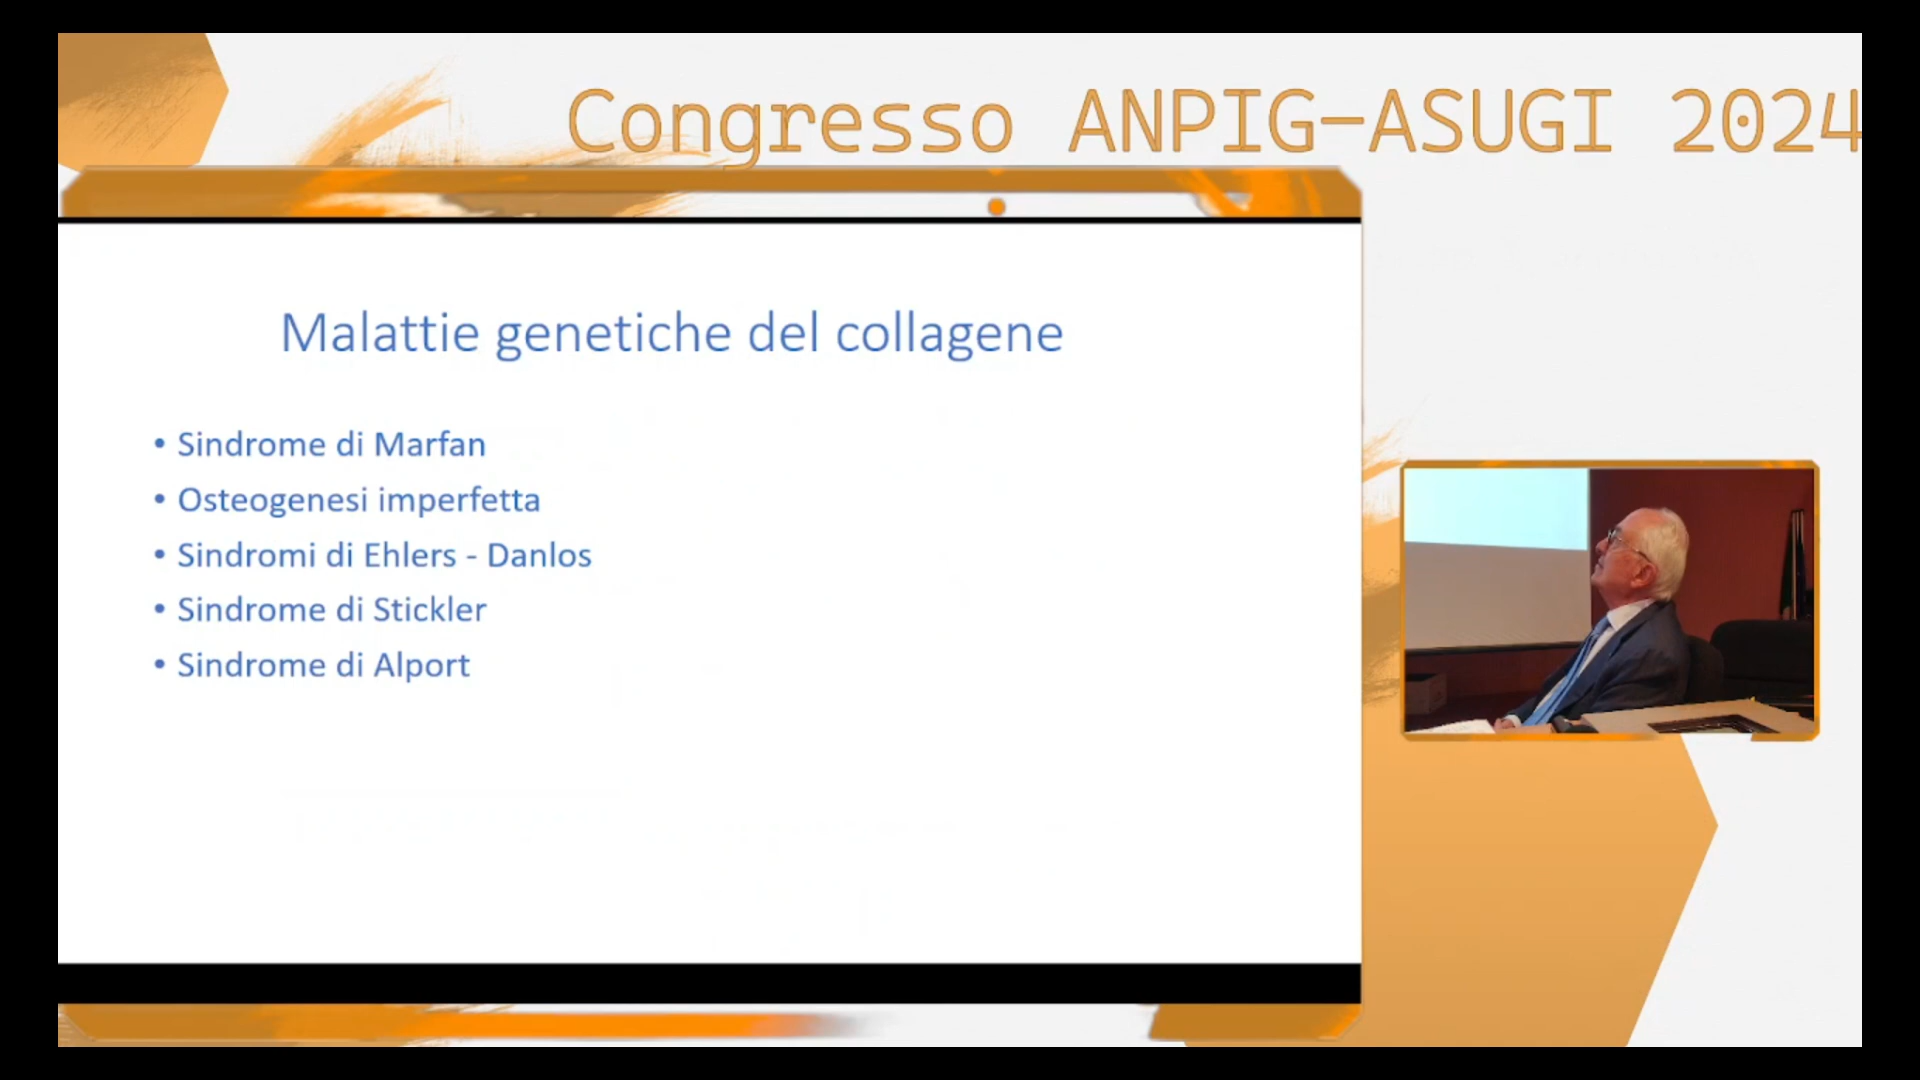 Congresso ANPIG-ASUGI 2024
Malattie genetiche del collagene
• Sindrome di Marfan
• Osteogenesi imperfetta
• Sindromi di Ehlers - Danlos
• Sindrome di Stickler
• Sindrome di Alport